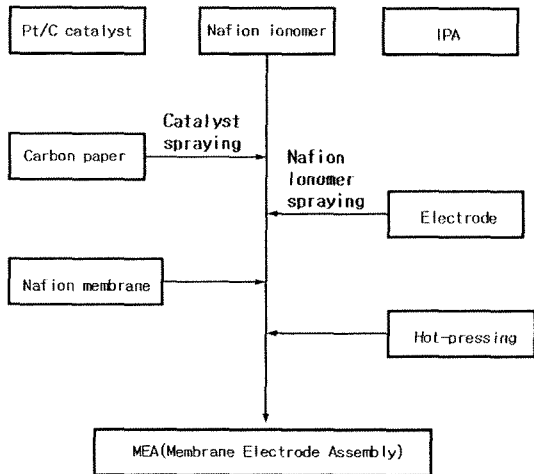 Pt/C catalyst
Nafion ionomer
IPA
Catalyst
spraying
Carbon paper
Nafion
Ionomer
spraying
Electrode
Nafion membrane
Hot-pressing
MEA(Membrane Electrode Assembly)